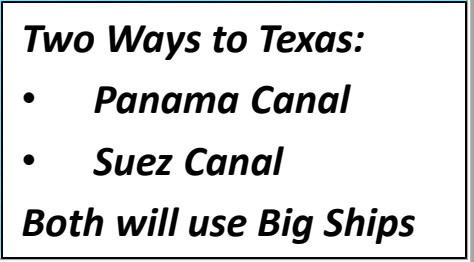 Two Ways to Texas:
• Panama Canal
• Suez Canal
Both will use Big Ships